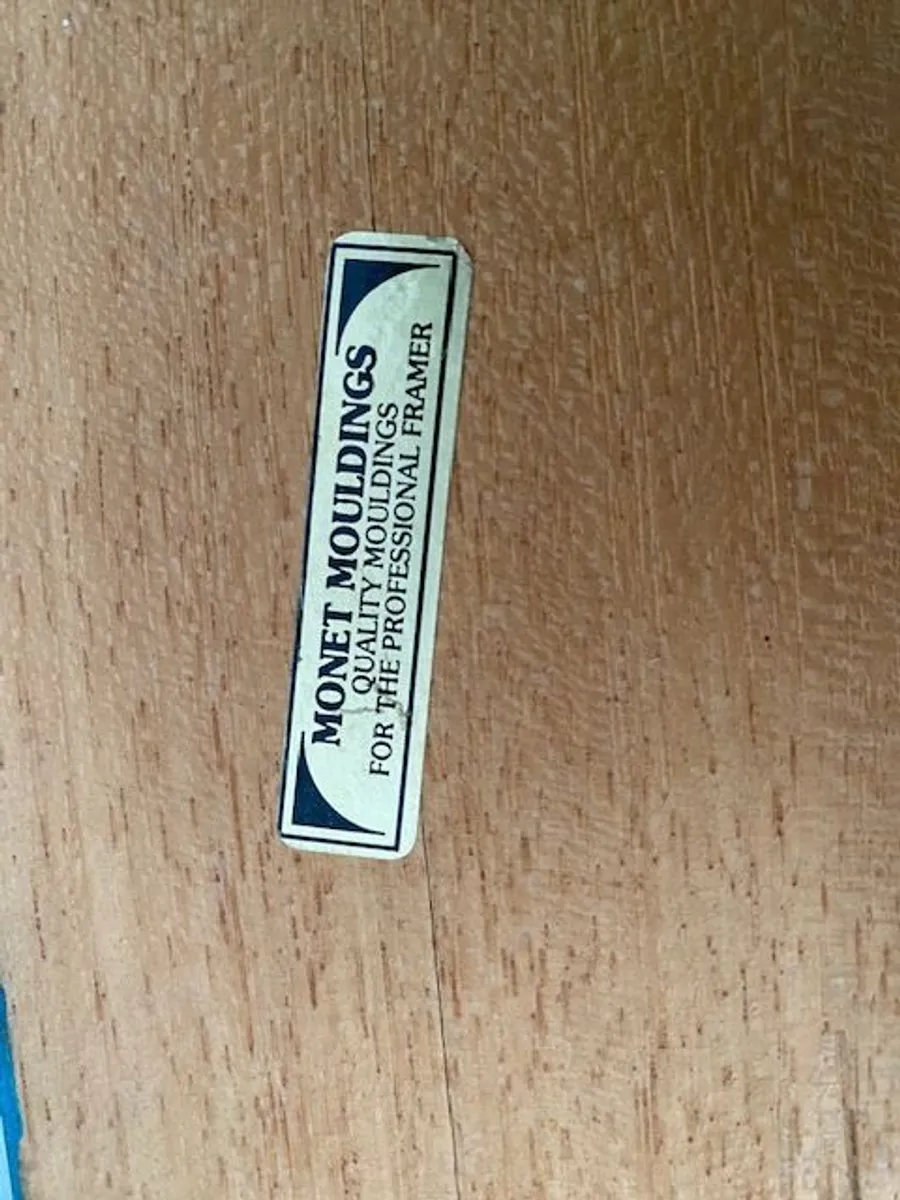 MONET MOULDINGS
QUALITY MOULDINGS
FOR THE PROFESSIONAL FRAMER